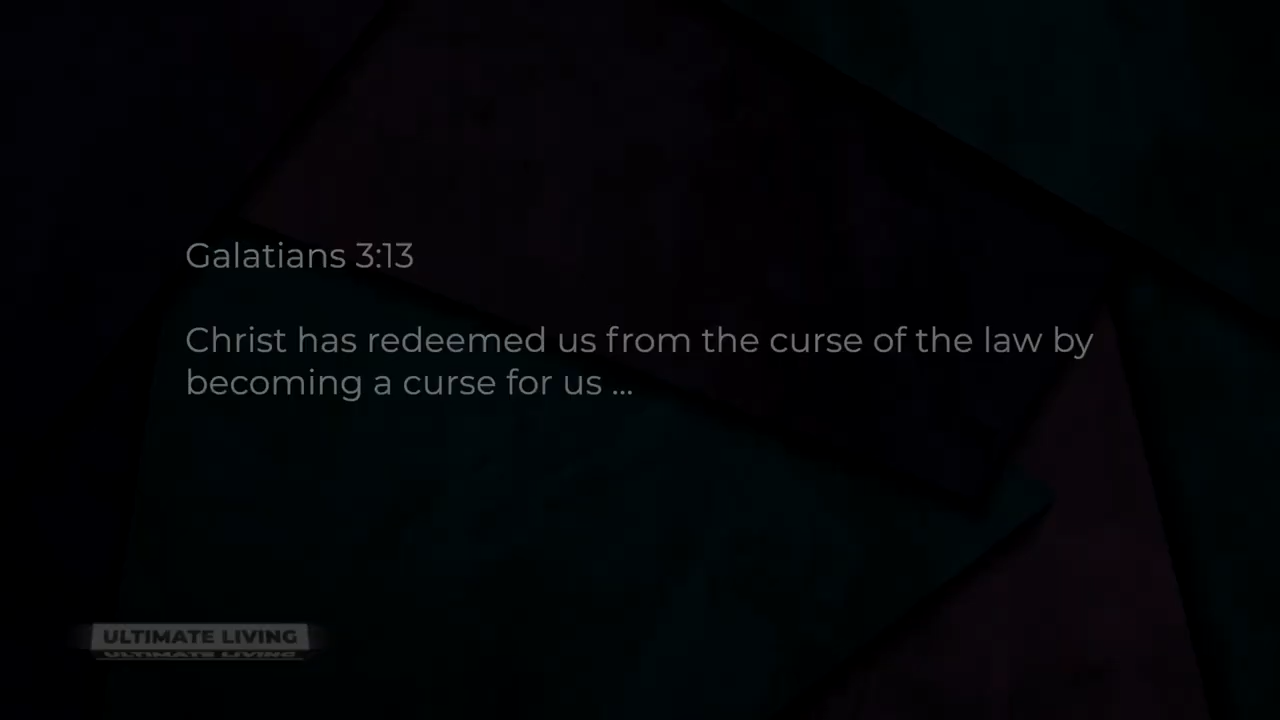 Galatians 3:13
Christ has redeemed us from the curse of the law by
becoming a curse for us ...
ULTIMATE LIVING